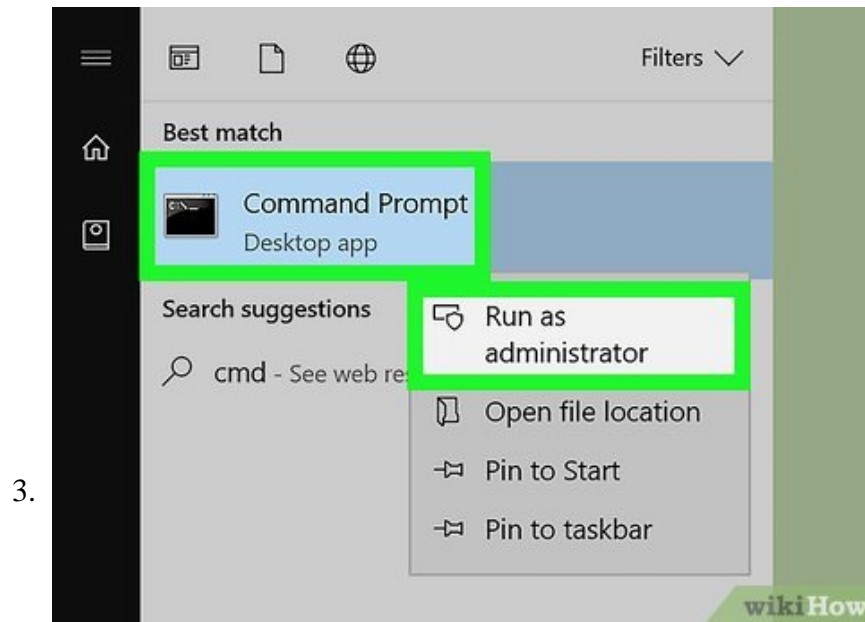 Filters
Best match
Command Prompt
Desktop app
Search suggestions
cmd - See web res
Run as
administrator
Open file location
Pin to Start
Pin to taskbar
3.
wikiHow